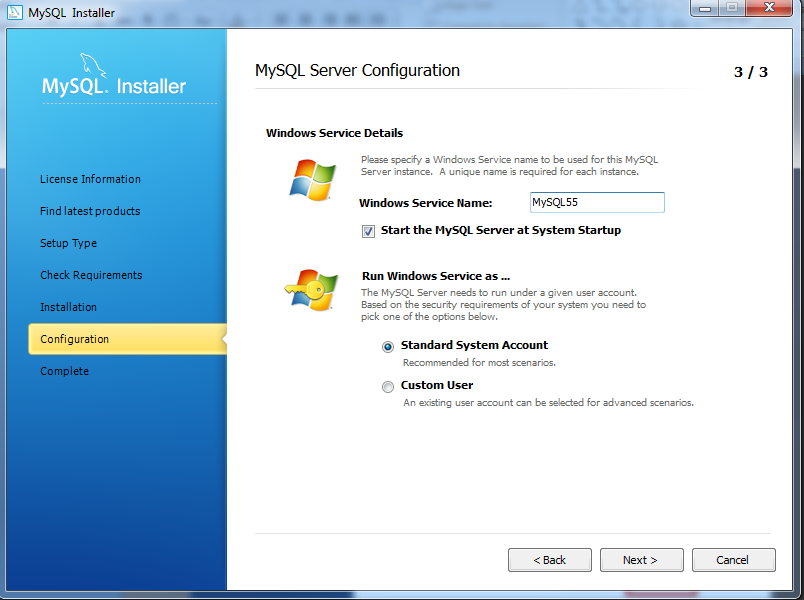 MySQL Installer
MySQL Server Configuration
3 / 3
MySQL. Installer
License Information
Find latest products
Setup Type
Check Requirements
Installation
Configuration
Complete
Windows Service Details
Please specify a Windows Service name to be used for this MySQL
Server instance. A unique name is required for each instance.
Windows Service Name:
MySQL55
Start the MySQL Server at System Startup
Run Windows Service as ...
The MySQL Server needs to run under a given user account.
Based on the security requirements of your system you need to
pick one of the options below.
Standard System Account
Recommended for most scenarios.
Custom User
An existing user account can be selected for advanced scenarios.
< Back
Next >
Cancel